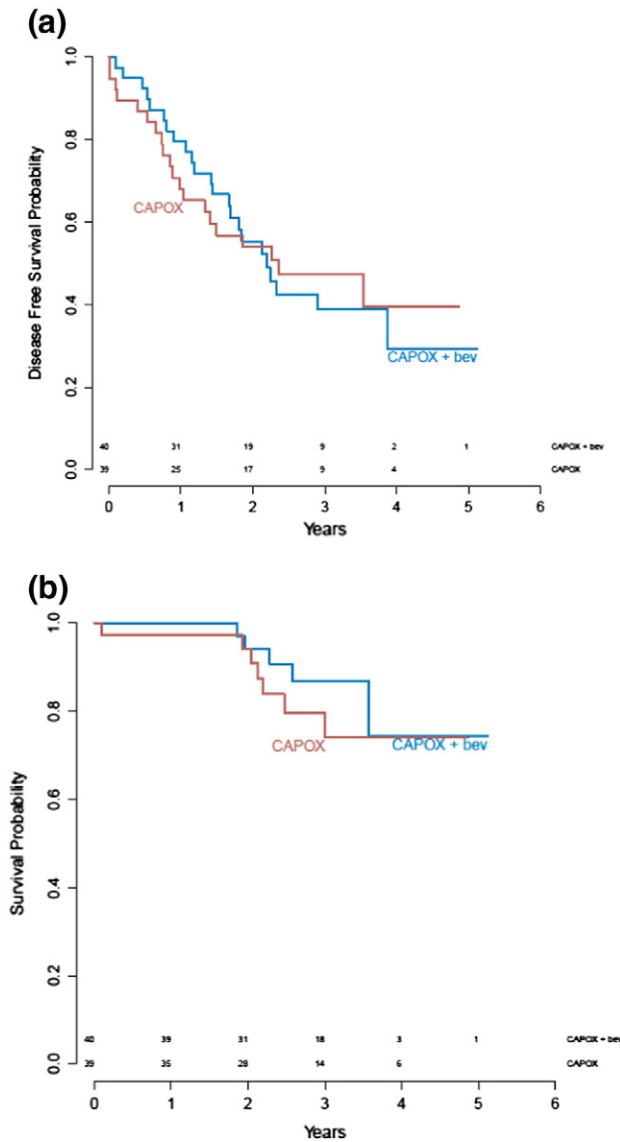 (a)
Disease Free Survival Probability
1.0
0.8
0.6
0.4
0.2
0.0
CAPOX
CAPOX + bev
40 31 19 9 2 1 CAPOX + bev
39 25 17 9 4 CAPOX
0 1 2 3 4 5 6
Years
(b)
Survival Probability
1.0
0.8
0.6
0.4
0.2
0.0
CAPOX
CAPOX + bev
40 39 31 18 3 1 CAPOX + bev
39 35 28 14 6 CAPOX
0 1 2 3 4 5 6
Years